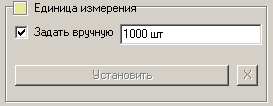 Единица измерения
Задать вручную 1000 шт
Установить X